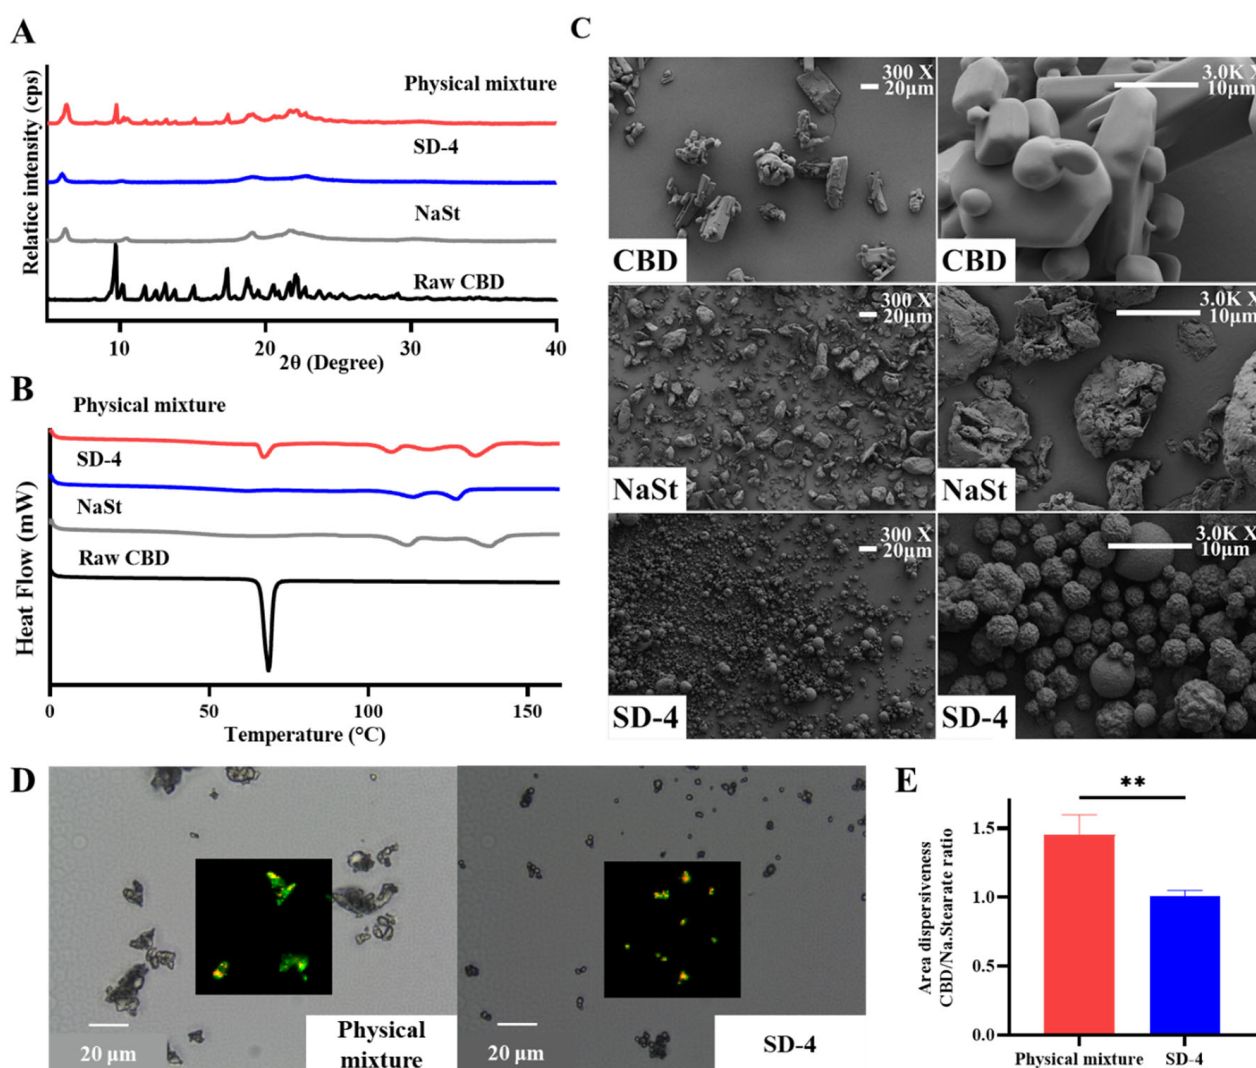 A
Relatice intensity (cps)
Physical mixture
SD-4
NaSt
Raw CBD
10
20
30
40
2θ (Degree)
B
Heat Flow (mW)
Physical mixture
SD-4
NaSt
Raw CBD
0
50
100
150
Temperature (°C)
C
300 X
20μm
CBD
3.0K X
10μm
CBD
300 X
20μm
NaSt
3.0K X
10μm
NaSt
300 X
20μm
SD-4
3.0K X
10μm
SD-4
D
20 μm
Physical
mixture
20 μm
SD-4
E
Area dispersiveness
CBD/Na.Stearate ratio
**
1.5
1.0
0.5
0.0
Physical mixture
SD-4